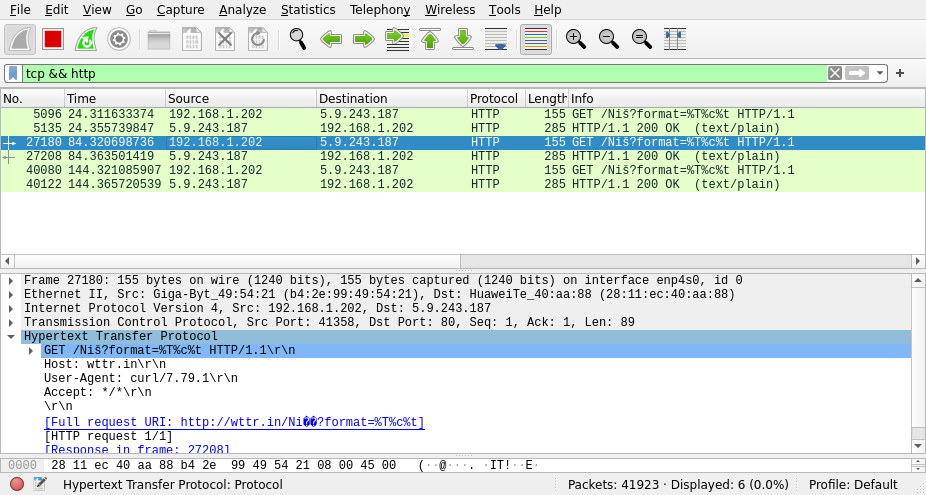 File Edit View Go Capture Analyze Statistics Telephony Wireless Tools Help
tcp && http
No. Time Source Destination Protocol Length Info
5096 24.311633374 192.168.1.202 5.9.243.187 HTTP 155 GET /Niš?format=%T%c%t HTTP/1.1
5135 24.355739847 5.9.243.187 192.168.1.202 HTTP 285 HTTP/1.1 200 OK (text/plain)
27180 84.320698736 192.168.1.202 5.9.243.187 HTTP 155 GET /Niš?format=%T%c%t HTTP/1.1
27208 84.363501419 5.9.243.187 192.168.1.202 HTTP 285 HTTP/1.1 200 OK (text/plain)
40080 144.321085907 192.168.1.202 5.9.243.187 HTTP 155 GET /Niš?format=%T%c%t HTTP/1.1
40122 144.365720539 5.9.243.187 192.168.1.202 HTTP 285 HTTP/1.1 200 OK (text/plain)
Frame 27180: 155 bytes on wire (1240 bits), 155 bytes captured (1240 bits) on interface enp4s0, id 0
Ethernet II, Src: Giga-Byt_49:54:21 (b4:2e:99:49:54:21), Dst: HuaweiTe_40:aa:88 (28:11:ec:40:aa:88)
Internet Protocol Version 4, Src: 192.168.1.202, Dst: 5.9.243.187
Transmission Control Protocol, Src Port: 41358, Dst Port: 80, Seq: 1, Ack: 1, Len: 89
Hypertext Transfer Protocol
GET /Niš?format=%T%c%t HTTP/1.1\r\n
Host: wttr.in\r\n
User-Agent: curl/7.79.1\r\n
Accept: */*\r\n
\r\n
[Full request URI: http://wttr.in/Ni��?format=%T%c%t]
[HTTP request 1/1]
[Response in frame: 27208]
0000 28 11 ec 40 aa 88 b4 2e 99 49 54 21 08 00 45 00 (··@···. ·IT!··E·
Hypertext Transfer Protocol: Protocol Packets: 41923 · Displayed: 6 (0.0%) Profile: Default